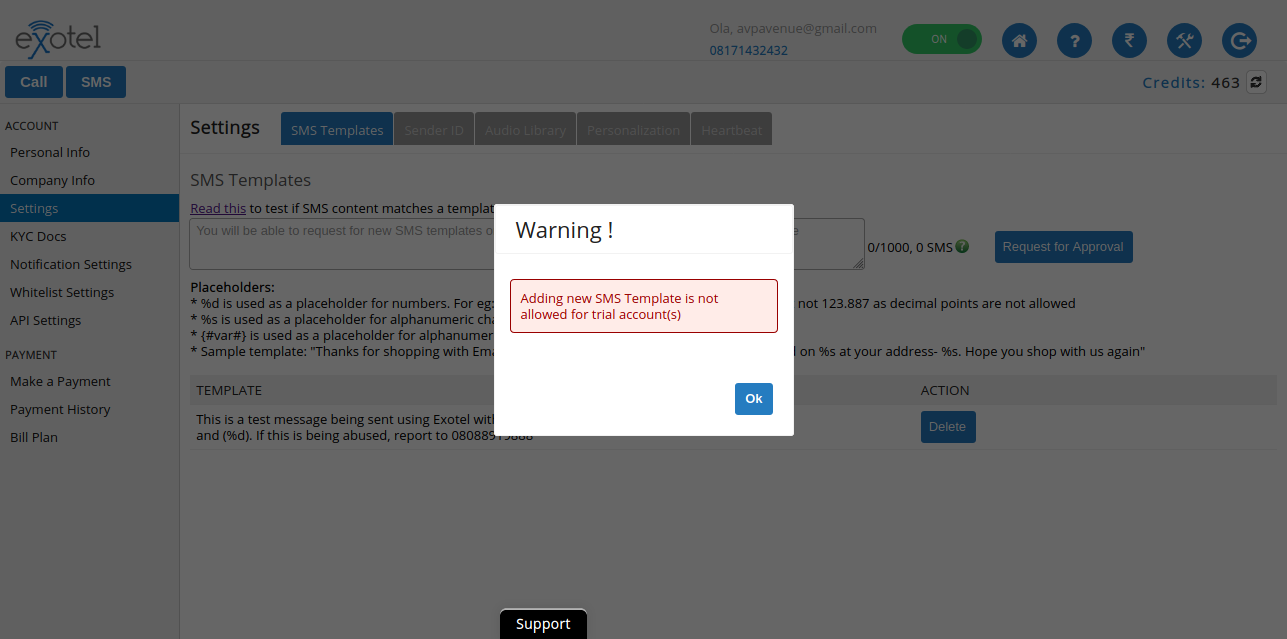 exotel
Ola, avpavenue@gmail.com
08171432432
ON
?
₹
Call
SMS
Credits: 463
ACCOUNT
Personal Info
Company Info
Settings
KYC Docs
Notification Settings
Whitelist Settings
API Settings
PAYMENT
Make a Payment
Payment History
Bill Plan
Settings
SMS Templates
Sender ID
Audio Library
Personalization
Heartbeat
SMS Templates
Read this to test if SMS content matches a templat
You will be able to request for new SMS templates o
0/1000, 0 SMS ?
Request for Approval
Placeholders:
* %d is used as a placeholder for numbers. For eg: not 123.887 as decimal points are not allowed
* %s is used as a placeholder for alphanumeric cha
* {#var#} is used as a placeholder for alphanumer
* Sample template: "Thanks for shopping with Ema on %s at your address- %s. Hope you shop with us again"
TEMPLATE
ACTION
This is a test message being sent using Exotel with
and (%d). If this is being abused, report to 08088919888
Delete
Warning !
Adding new SMS Template is not
allowed for trial account(s)
Ok
Support